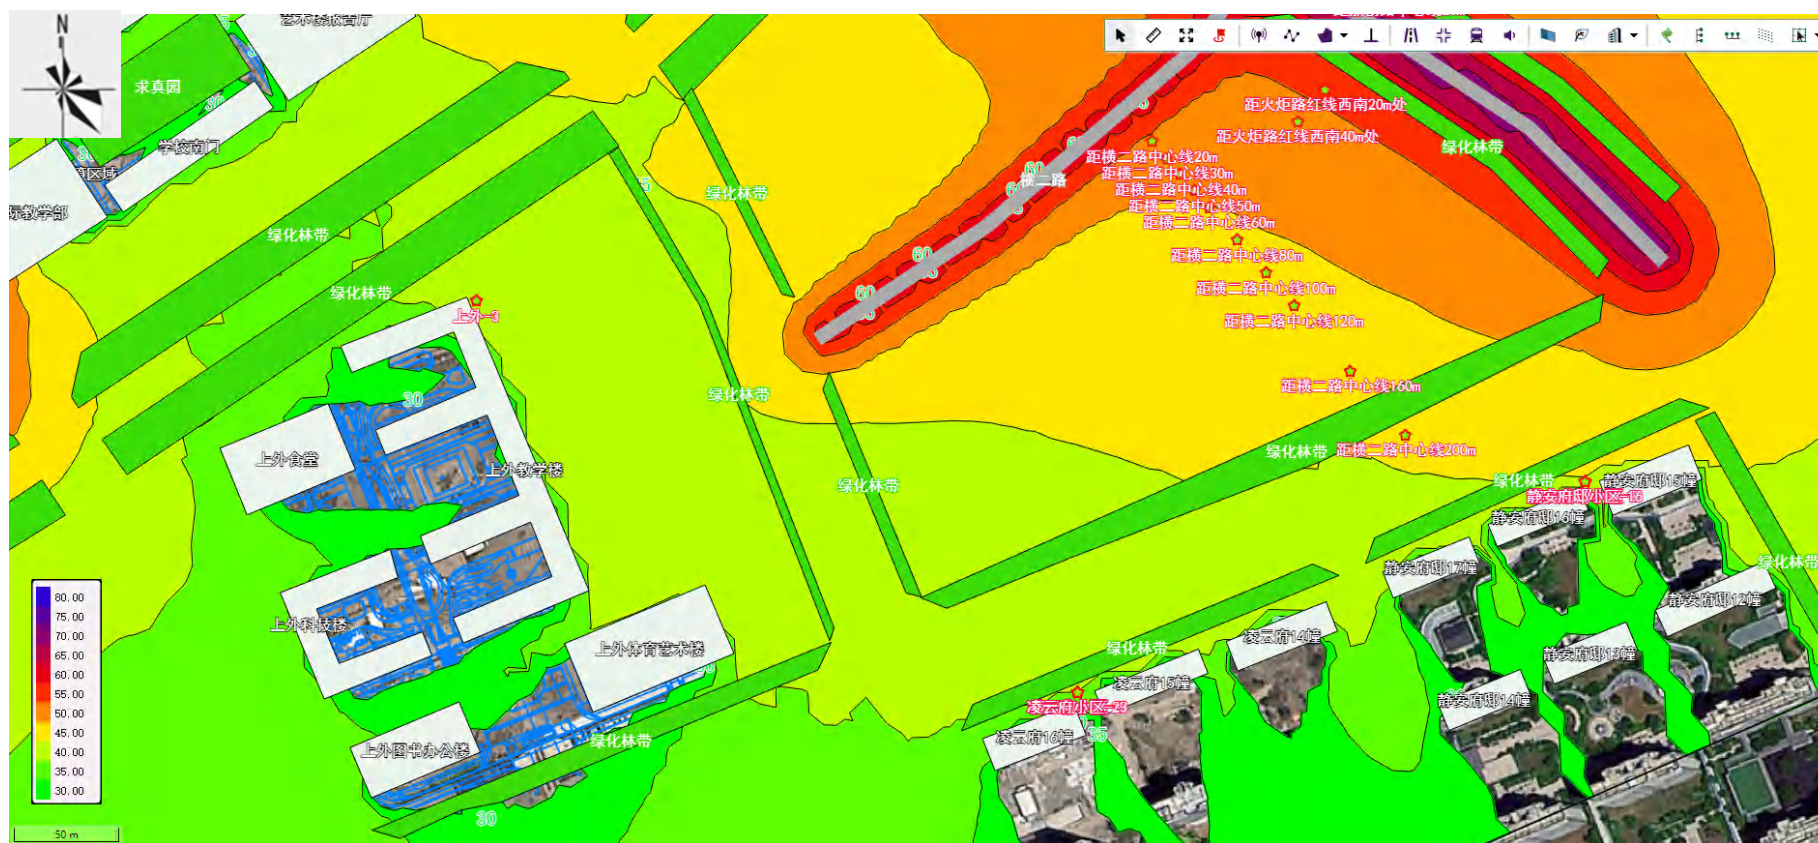 N
艺术楼报告厅
求真园
学校南门
际教学部
绿化林带
绿化林带
绿化林带
绿化林带
绿化林带
绿化林带
绿化林带
绿化林带
绿化林带
绿化林带
绿化林带
横二路
60
60
60
距火炬路红线西南20m处
距火炬路红线西南40m处
距横二路中心线20m
距横二路中心线30m
距横二路中心线40m
距横二路中心线50m
距横二路中心线60m
距横二路中心线80m
距横二路中心线100m
距横二路中心线120m
距横二路中心线160m
距横二路中心线200m
上外-3
30
上外食堂
上外教学楼
上外科技楼
上外体育艺术楼
上外图书办公楼
30
静安府邸小区-16
静安府邸15幢
静安府邸16幢
静安府邸17幢
静安府邸12幢
静安府邸13幢
静安府邸14幢
凌云府14幢
凌云府15幢
凌云府小区-23
凌云府16幢
35
80.00
75.00
70.00
65.00
60.00
55.00
50.00
45.00
40.00
35.00
30.00
50 m